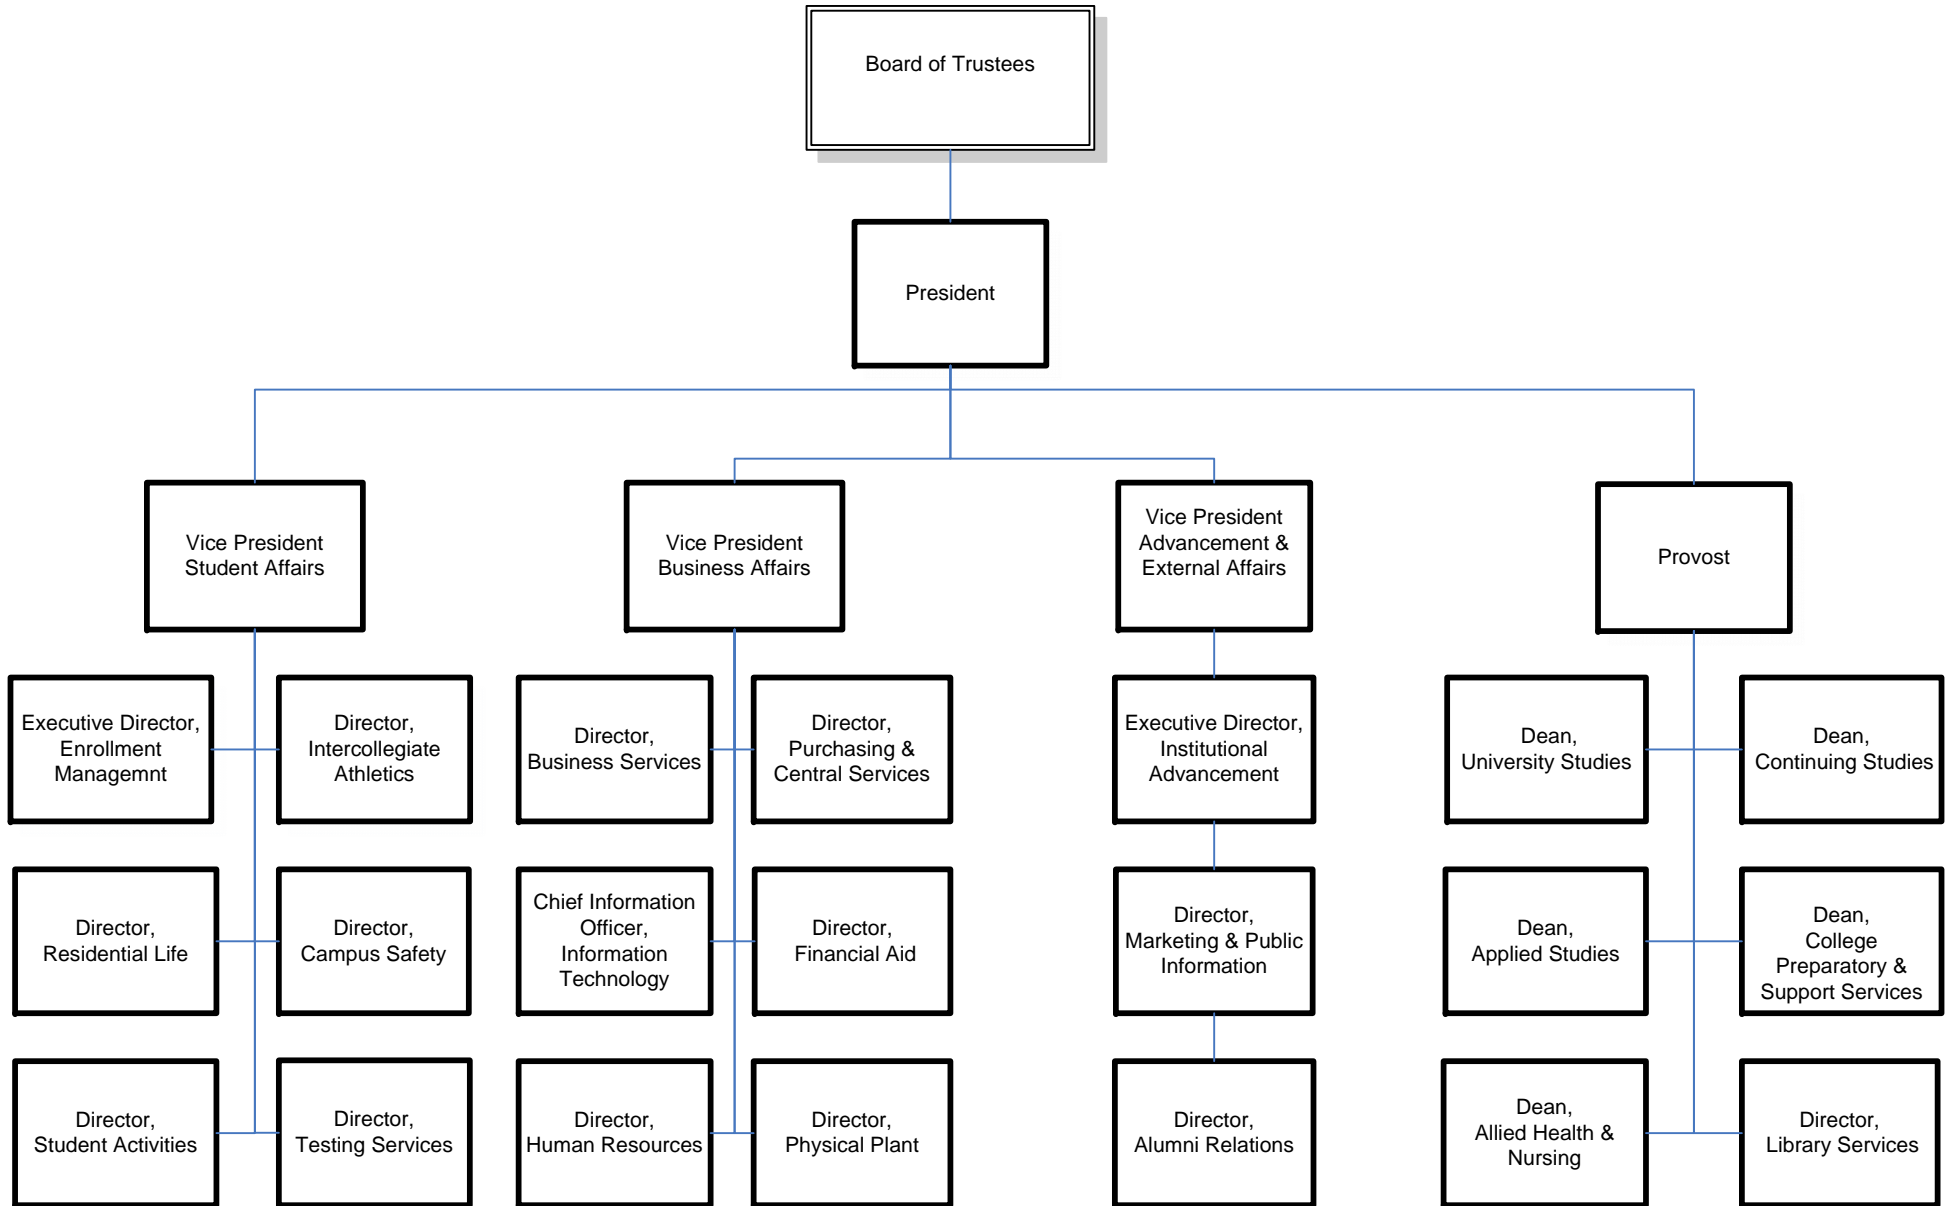 Board of Trustees
President
Vice President
Student Affairs
Vice President
Business Affairs
Vice President
Advancement &
External Affairs
Provost
Executive Director,
Enrollment
Managemnt
Director,
Intercollegiate
Athletics
Director,
Business Services
Director,
Purchasing &
Central Services
Executive Director,
Institutional
Advancement
Dean,
University Studies
Dean,
Continuing Studies
Director,
Residential Life
Director,
Campus Safety
Chief Information
Officer,
Information
Technology
Director,
Financial Aid
Director,
Marketing & Public
Information
Dean,
Applied Studies
Dean,
College
Preparatory &
Support Services
Director,
Student Activities
Director,
Testing Services
Director,
Human Resources
Director,
Physical Plant
Director,
Alumni Relations
Dean,
Allied Health &
Nursing
Director,
Library Services